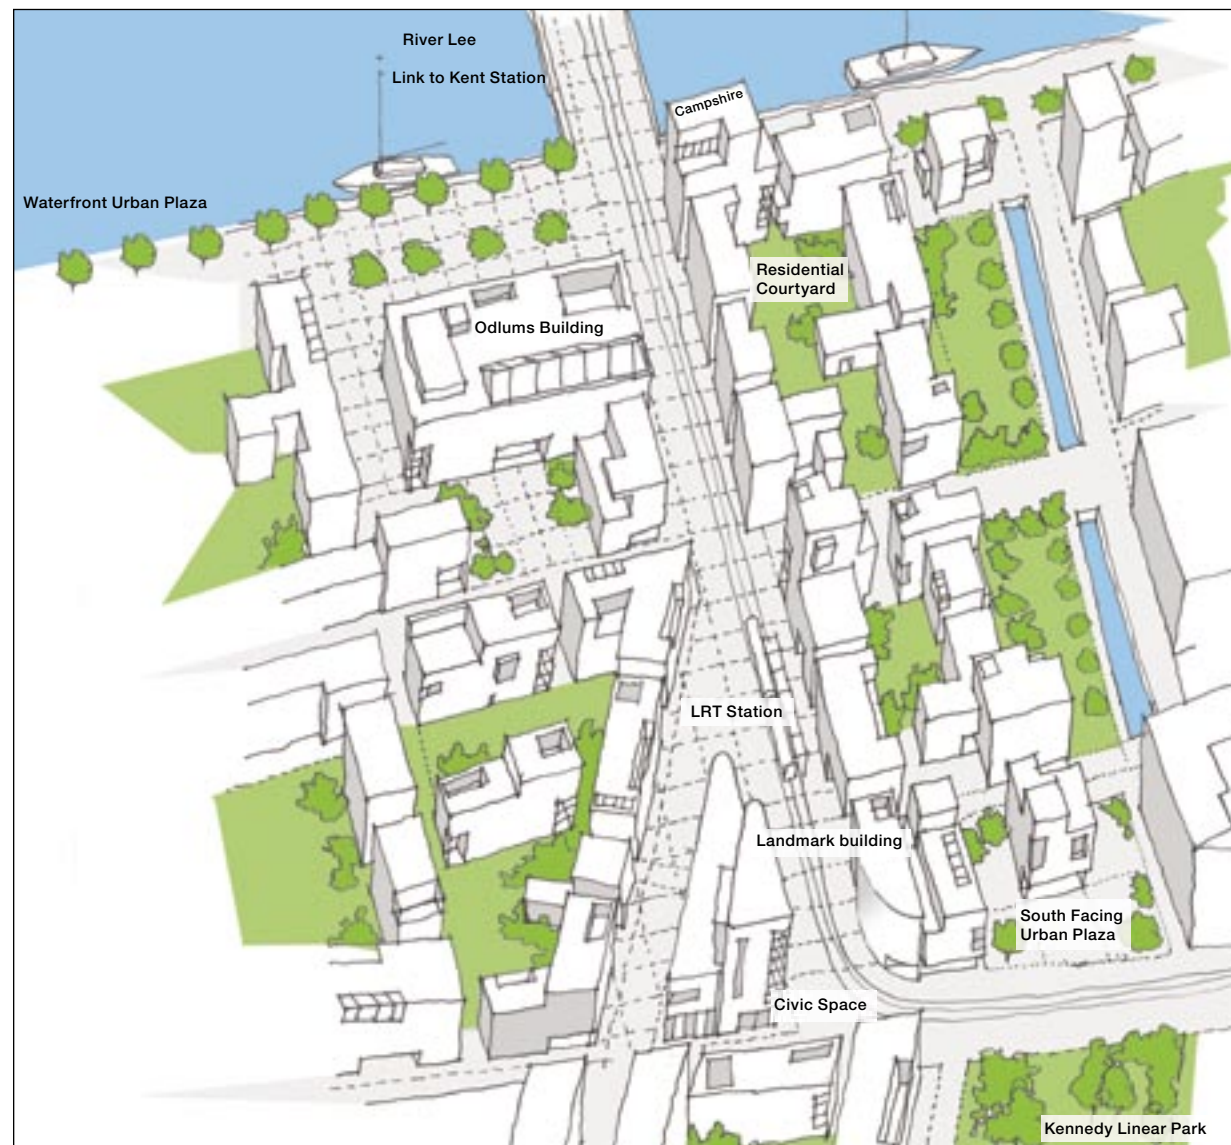 River Lee
Link to Kent Station
Campshire
Waterfront Urban Plaza
Residential
Courtyard
Odlums Building
LRT Station
Landmark building
South Facing
Urban Plaza
Civic Space
Kennedy Linear Park